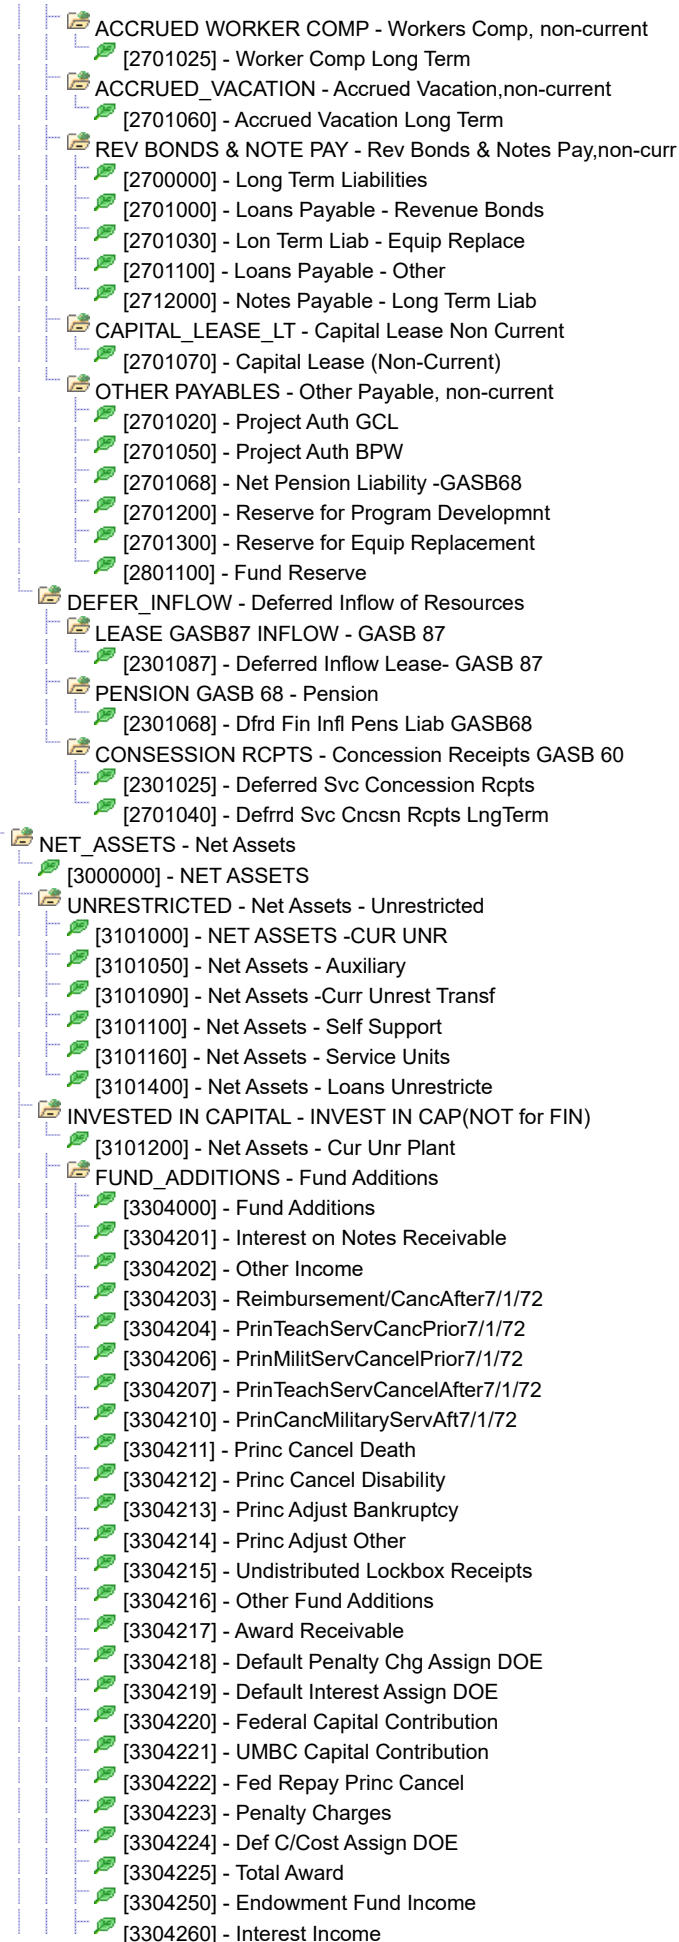 ACCRUED WORKER COMP - Workers Comp, non-current
[2701025] - Worker Comp Long Term
ACCRUED_VACATION - Accrued Vacation,non-current
[2701060] - Accrued Vacation Long Term
REV BONDS & NOTE PAY - Rev Bonds & Notes Pay,non-curr
[2700000] - Long Term Liabilities
[2701000] - Loans Payable - Revenue Bonds
[2701030] - Lon Term Liab - Equip Replace
[2701100] - Loans Payable - Other
[2712000] - Notes Payable - Long Term Liab
CAPITAL_LEASE_LT - Capital Lease Non Current
[2701070] - Capital Lease (Non-Current)
OTHER PAYABLES - Other Payable, non-current
[2701020] - Project Auth GCL
[2701050] - Project Auth BPW
[2701068] - Net Pension Liability -GASB68
[2701200] - Reserve for Program Developmnt
[2701300] - Reserve for Equip Replacement
[2801100] - Fund Reserve
DEFER_INFLOW - Deferred Inflow of Resources
LEASE GASB87 INFLOW - GASB 87
[2301087] - Deferred Inflow Lease- GASB 87
PENSION GASB 68 - Pension
[2301068] - Dfrd Fin Infl Pens Liab GASB68
CONSESSION RCPTS - Concession Receipts GASB 60
[2301025] - Deferred Svc Concession Rcpts
[2701040] - Defrrd Svc Cncsn Rcpts LngTerm
NET_ASSETS - Net Assets
[3000000] - NET ASSETS
UNRESTRICTED - Net Assets - Unrestricted
[3101000] - NET ASSETS -CUR UNR
[3101050] - Net Assets - Auxiliary
[3101090] - Net Assets -Curr Unrest Transf
[3101100] - Net Assets - Self Support
[3101160] - Net Assets - Service Units
[3101400] - Net Assets - Loans Unrestricte
INVESTED IN CAPITAL - INVEST IN CAP(NOT for FIN)
[3101200] - Net Assets - Cur Unr Plant
FUND_ADDITIONS - Fund Additions
[3304000] - Fund Additions
[3304201] - Interest on Notes Receivable
[3304202] - Other Income
[3304203] - Reimbursement/CancAfter7/1/72
[3304204] - PrinTeachServCancPrior7/1/72
[3304206] - PrinMilitServCancelPrior7/1/72
[3304207] - PrinTeachServCancelAfter7/1/72
[3304210] - PrinCancMilitaryServAft7/1/72
[3304211] - Princ Cancel Death
[3304212] - Princ Cancel Disability
[3304213] - Princ Adjust Bankruptcy
[3304214] - Princ Adjust Other
[3304215] - Undistributed Lockbox Receipts
[3304216] - Other Fund Additions
[3304217] - Award Receivable
[3304218] - Default Penalty Chg Assign DOE
[3304219] - Default Interest Assign DOE
[3304220] - Federal Capital Contribution
[3304221] - UMBC Capital Contribution
[3304222] - Fed Repay Princ Cancel
[3304223] - Penalty Charges
[3304224] - Def C/Cost Assign DOE
[3304225] - Total Award
[3304250] - Endowment Fund Income
[3304260] - Interest Income